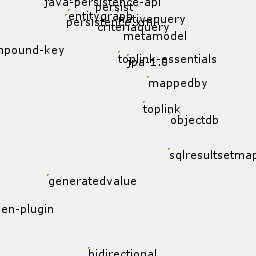 java-persistence-api
persist
entitygraph
nativequery
persistence.xml
criteriaquery
metamodel
mpound-key
toplink-essentials
jpa-1.0
mappedby
toplink
objectdb
sqlresultsetmap
generatedvalue
en-plugin
bidirectional